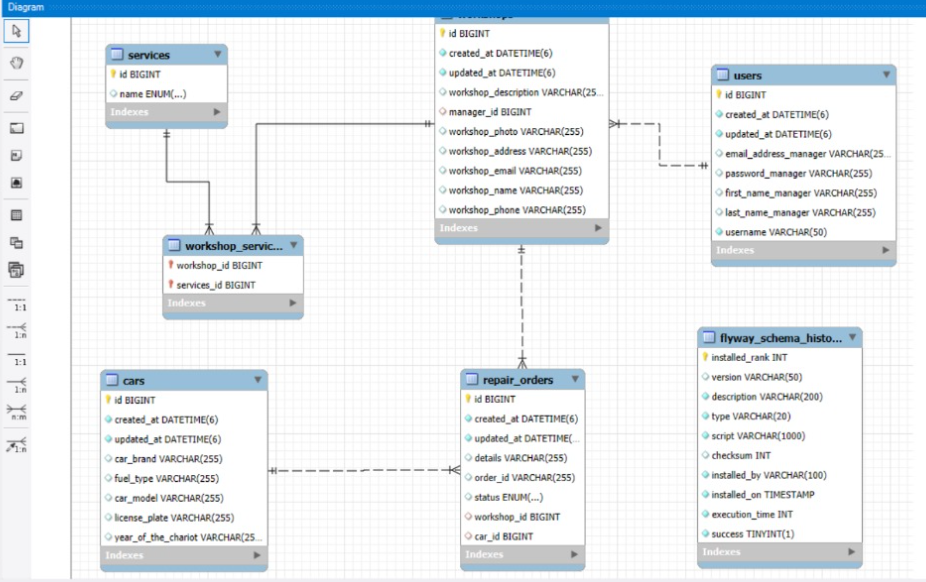 Diagram
services
id BIGINT
name ENUM(...)
Indexes
workshops
id BIGINT
created_at DATETIME(6)
updated_at DATETIME(6)
workshop_description VARCHAR(25...
manager_id BIGINT
workshop_photo VARCHAR(255)
workshop_address VARCHAR(255)
workshop_email VARCHAR(255)
workshop_name VARCHAR(255)
workshop_phone VARCHAR(255)
Indexes
users
id BIGINT
created_at DATETIME(6)
updated_at DATETIME(6)
email_address_manager VARCHAR(25...
password_manager VARCHAR(255)
first_name_manager VARCHAR(255)
last_name_manager VARCHAR(255)
username VARCHAR(50)
Indexes
workshop_servic...
workshop_id BIGINT
services_id BIGINT
Indexes
cars
id BIGINT
created_at DATETIME(6)
updated_at DATETIME(6)
car_brand VARCHAR(255)
fuel_type VARCHAR(255)
car_model VARCHAR(255)
license_plate VARCHAR(255)
year_of_the_chariot VARCHAR(25...
Indexes
repair_orders
id BIGINT
created_at DATETIME(6)
updated_at DATETIME(...
details VARCHAR(255)
order_id VARCHAR(255)
status ENUM(...)
workshop_id BIGINT
car_id BIGINT
Indexes
flyway_schema_histo...
installed_rank INT
version VARCHAR(50)
description VARCHAR(200)
type VARCHAR(20)
script VARCHAR(1000)
checksum INT
installed_by VARCHAR(100)
installed_on TIMESTAMP
execution_time INT
success TINYINT(1)
Indexes
1:1
1:n
1:1
1:n
n:m
1:n